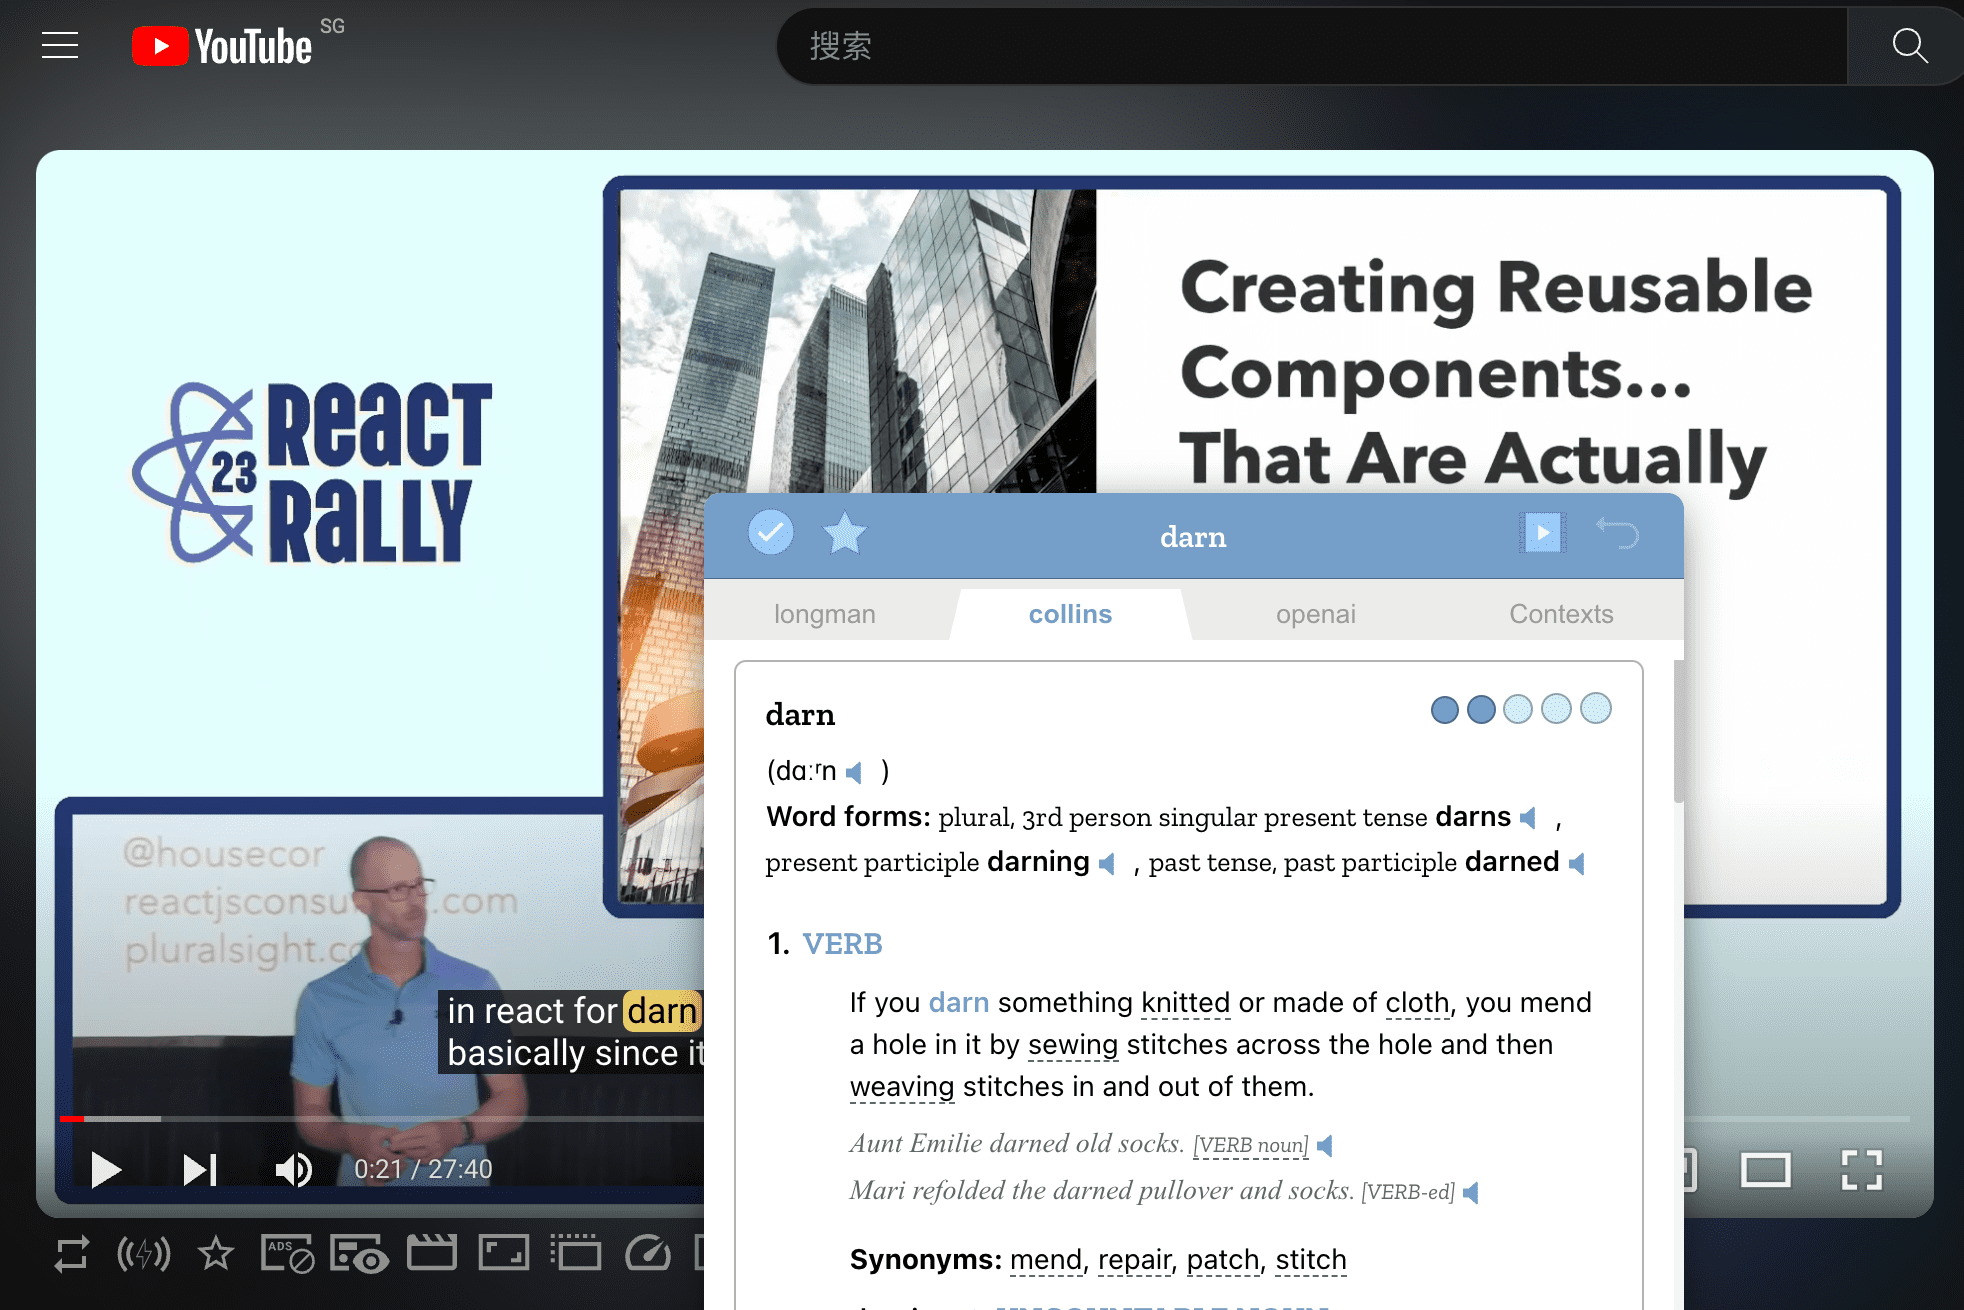 YouTube SG
搜索
Creating Reusable
Components...
That Are Actually
23
React
Rally
@housecor
pluralsight.c
in react for darn
basically since it
0:21 / 27:40
ADS
darn
longman
collins
openai
Contexts
darn
(dɑːʳn )
Word forms: plural, 3rd person singular present tense darns ,
present participle darning , past tense, past participle darned
1. VERB
If you darn something knitted or made of cloth, you mend
a hole in it by sewing stitches across the hole and then
weaving stitches in and out of them.
Aunt Emilie darned old socks. [VERB noun]
Mari refolded the darned pullover and socks. [VERB-ed]
Synonyms: mend, repair, patch, stitch